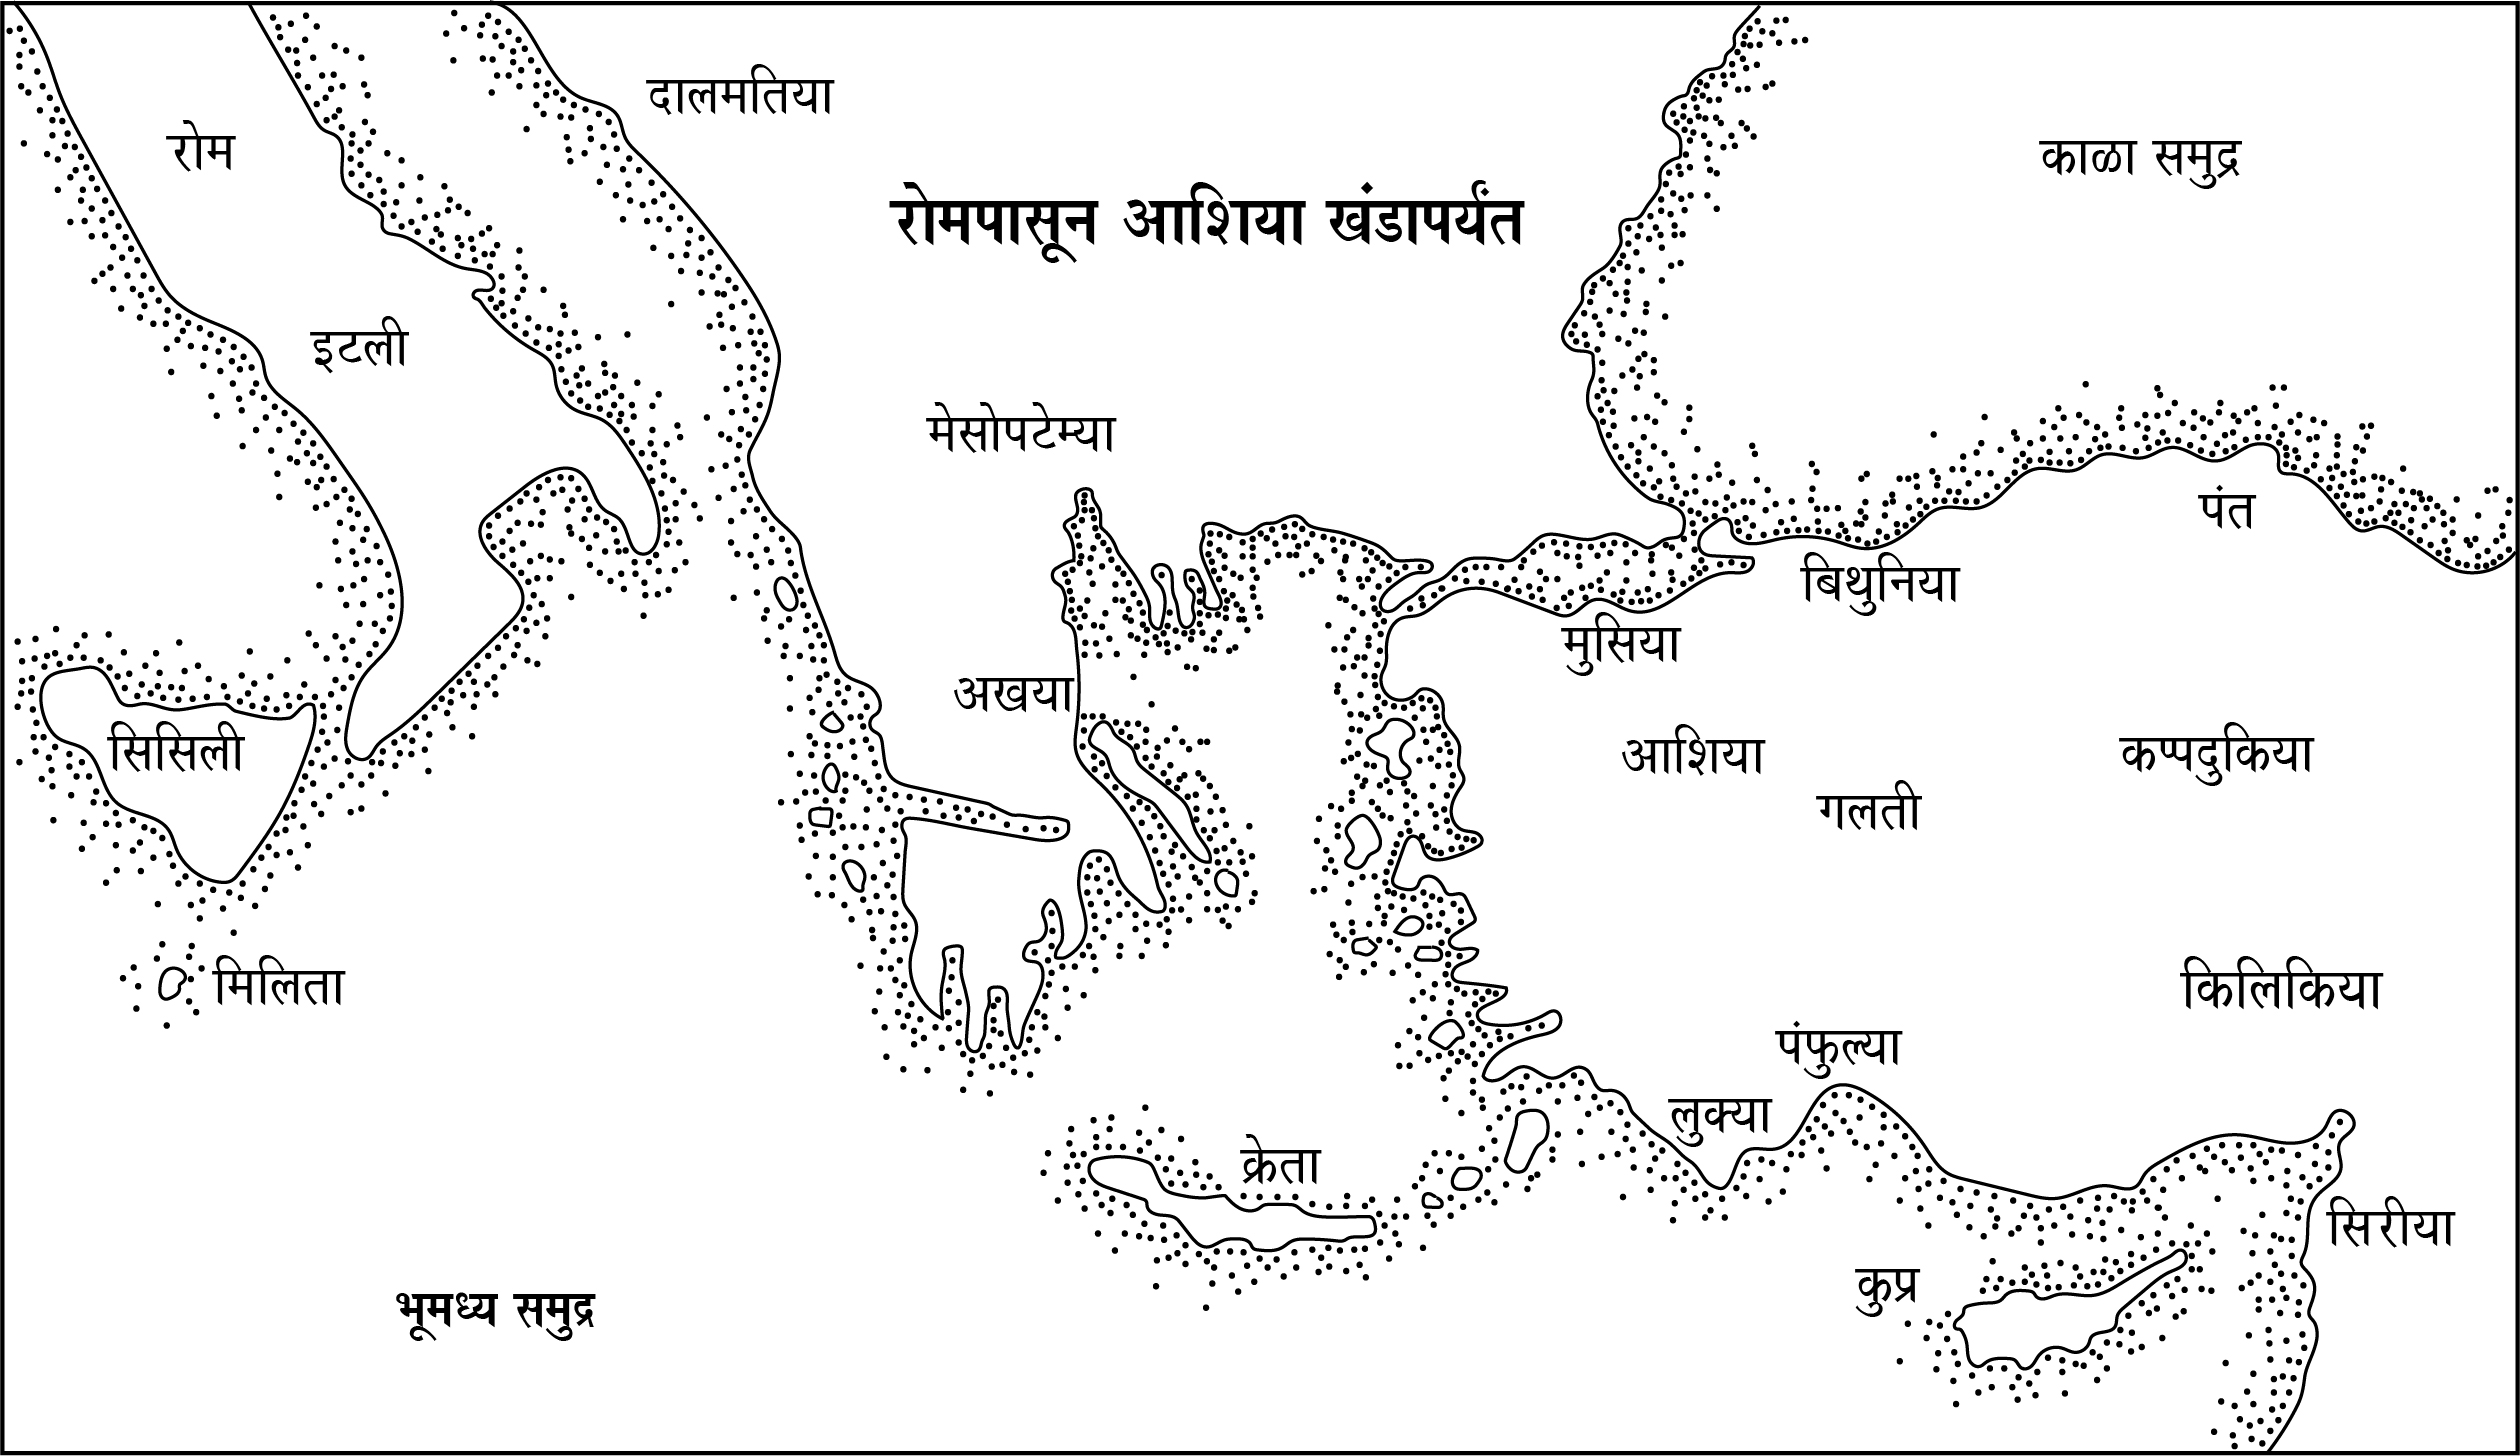 दालमतिया
रोम
काळा समुद्र
रोमपासून आशिया खंडापर्यंत
इटली
मेसोपटेम्या
पंत
बिथुनिया
मुसिया
अखया
सिसिली
आशिया
कप्पदुकिया
गलती
मिलिता
किलिकिया
पंफुल्या
लुक्या
क्रेता
सिरीया
कुप्र
भूमध्य समुद्र